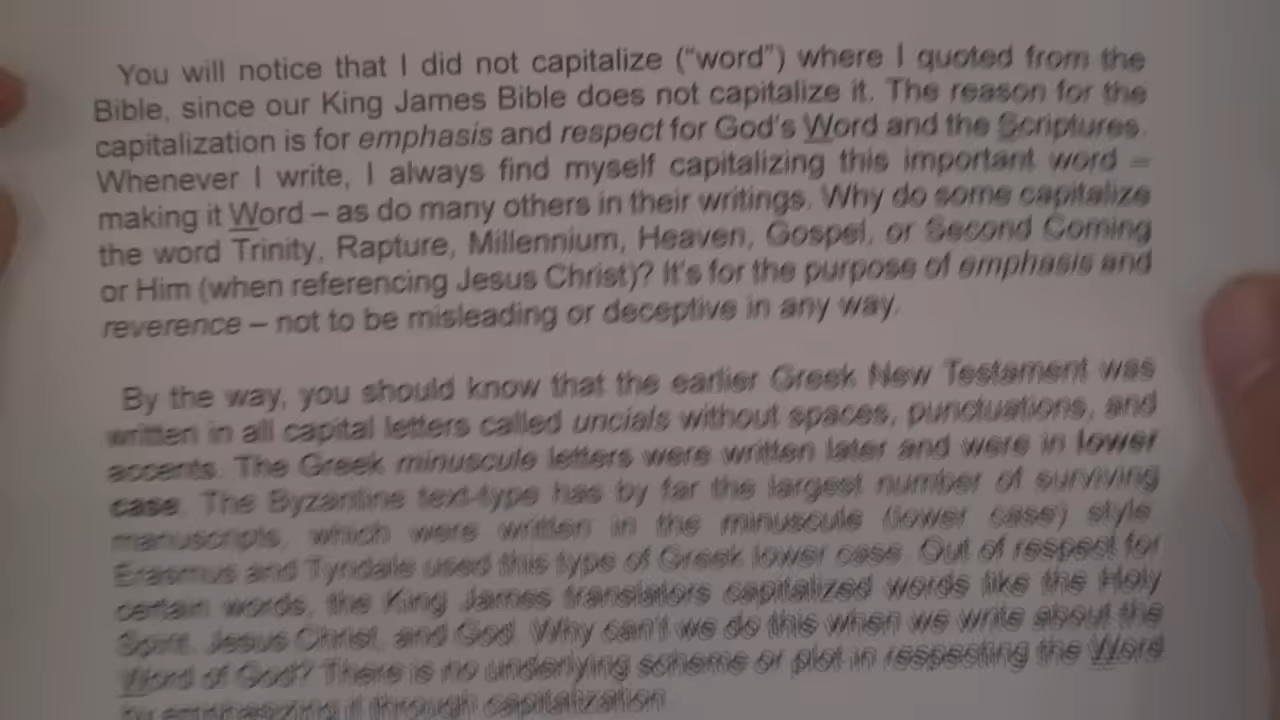 You will notice that I did not capitalize (“word”) where I quoted from the
Bible, since our King James Bible does not capitalize it. The reason for the
capitalization is for emphasis and respect for God's Word and the Scriptures.
Whenever I write, I always find myself capitalizing this important word –
making it Word – as do many others in their writings. Why do some capitalize
the word Trinity, Rapture, Millennium, Heaven, Gospel, or Second Coming
or Him (when referencing Jesus Christ)? It's for the purpose of emphasis and
reverence – not to be misleading or deceptive in any way.
By the way, you should know that the earlier Greek New Testament was
written in all capital letters called uncials without spaces, punctuations, and
accents. The Greek minuscule letters were written later and were in lower
case. The Byzantine text-type has by far the largest number of surviving
manuscripts, which were written in the minuscule (lower case) style.
Erasmus and Tyndale used this type of Greek lower case. Out of respect for
certain words, the King James translators capitalized words like the Holy
Spirit, Jesus Christ, and God. Why can't we do this when we write about the
Word of God? There is no underlying scheme or plot in respecting the Word
by emphasizing it through capitalization.